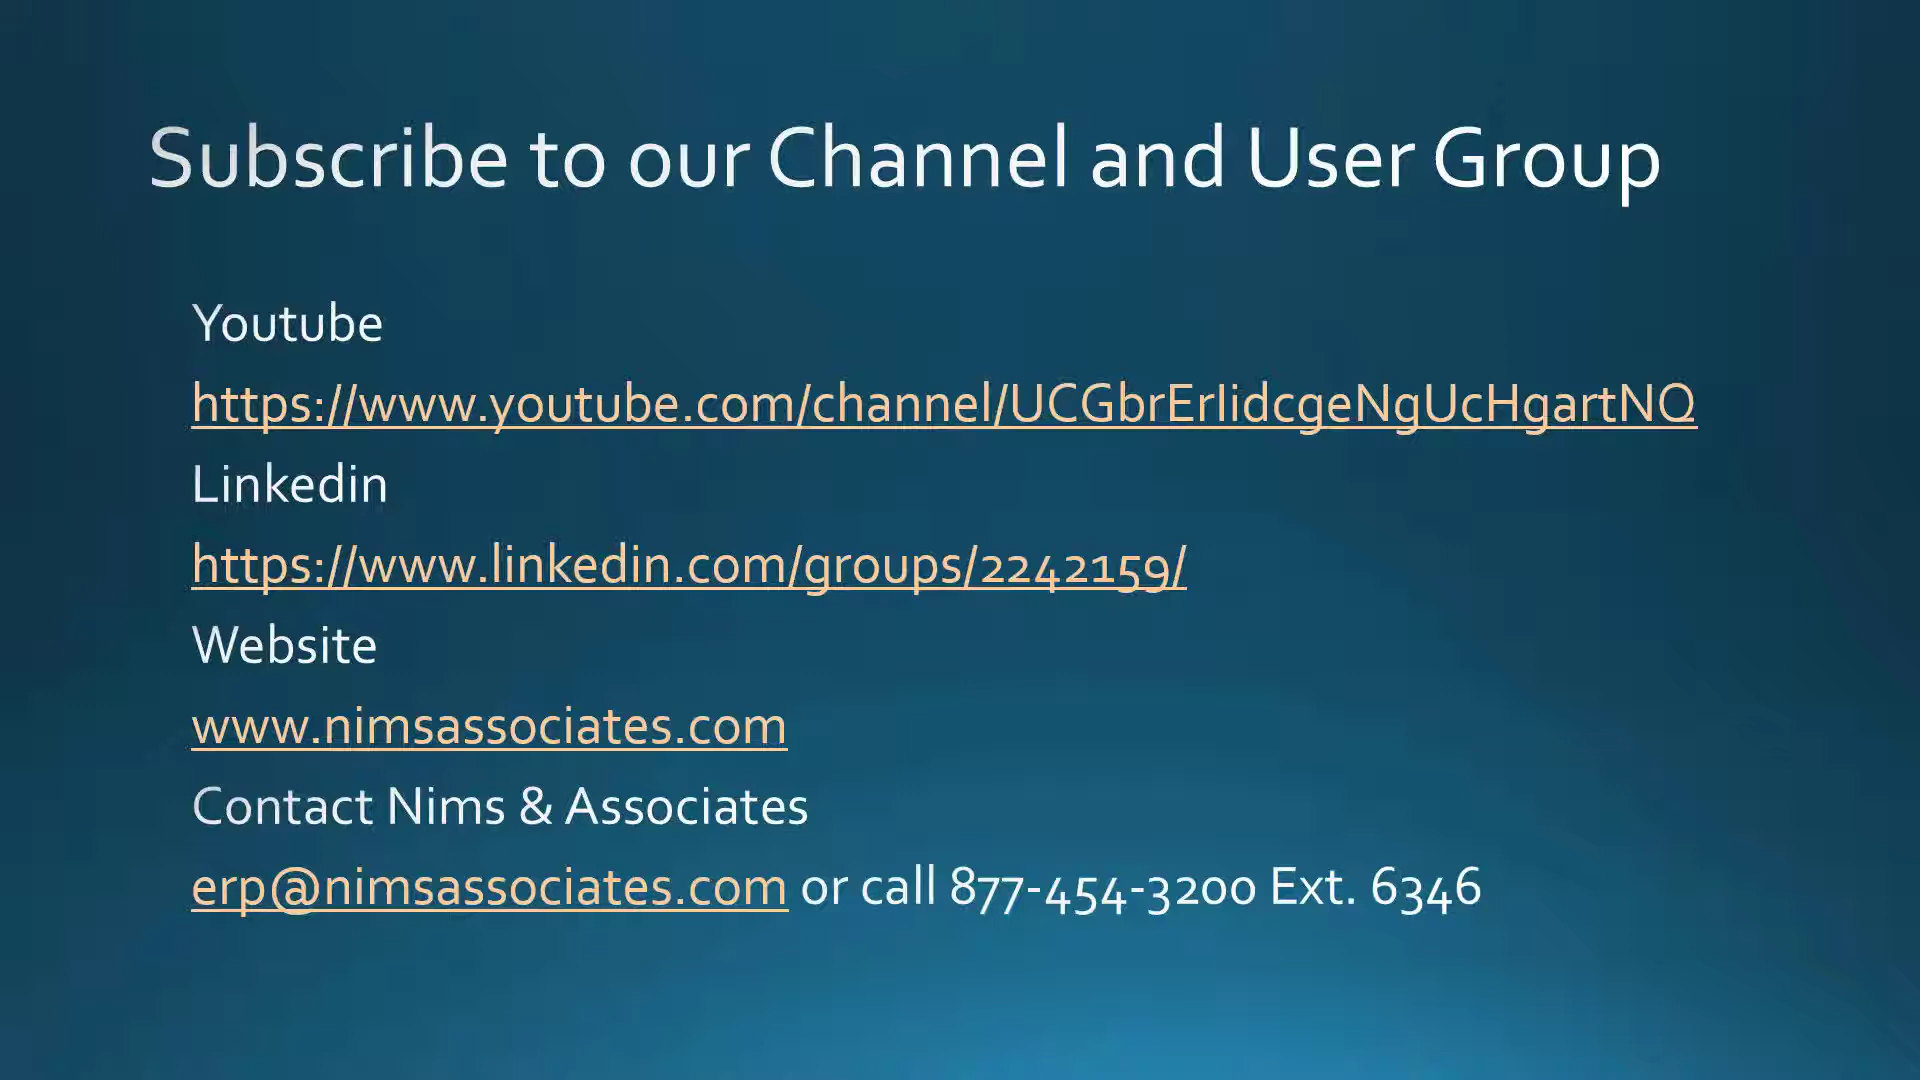 Subscribe to our Channel and User Group
Youtube
https://www.youtube.com/channel/UCGbrErIidcgeNgUcHgartNQ
Linkedin
https://www.linkedin.com/groups/2242159/
Website
www.nimsassociates.com
Contact Nims & Associates
erp@nimsassociates.com or call 877-454-3200 Ext. 6346